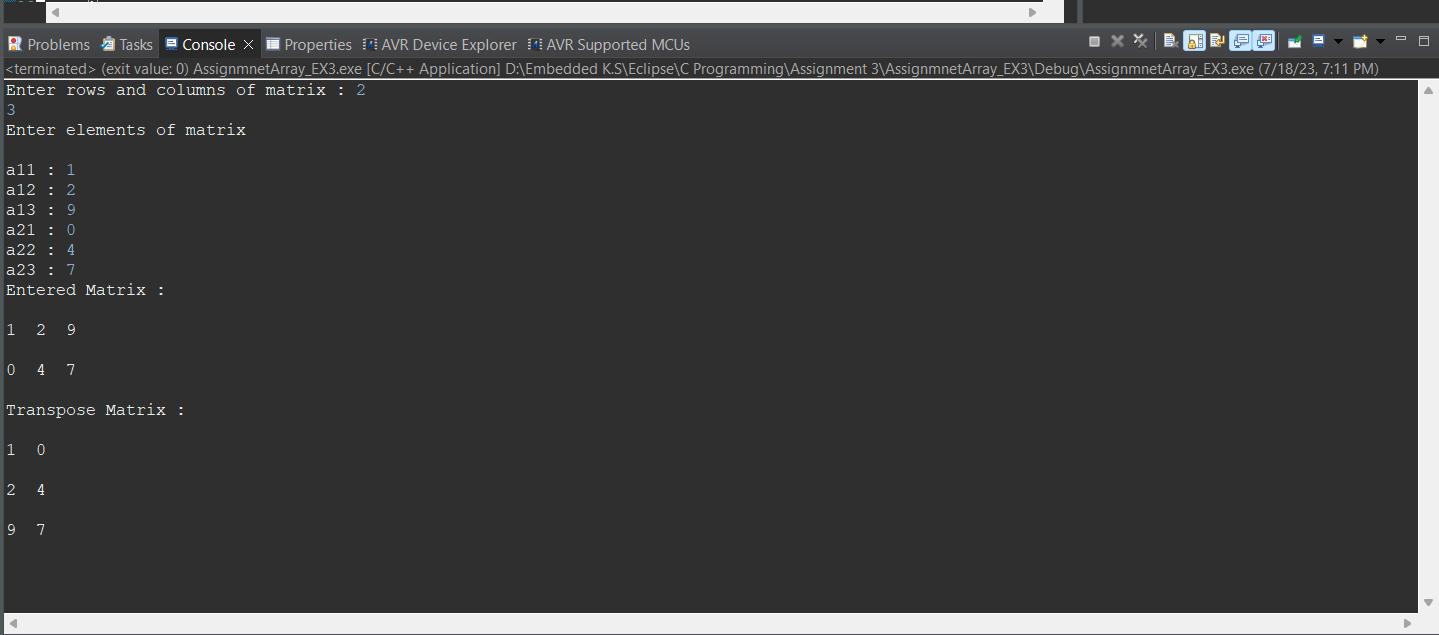 Problems Tasks Console Properties AVR Device Explorer AVR Supported MCUs
<terminated> (exit value: 0) AssignmnetArray_EX3.exe [C/C++ Application] D:\Embedded K.S\Eclipse\C Programming\Assignment 3\AssignmnetArray_EX3\Debug\AssignmnetArray_EX3.exe (7/18/23, 7:11 PM)
Enter rows and columns of matrix : 2
3
Enter elements of matrix
a11 : 1
a12 : 2
a13 : 9
a21 : 0
a22 : 4
a23 : 7
Entered Matrix :
1 2 9
0 4 7
Transpose Matrix :
1 0
2 4
9 7